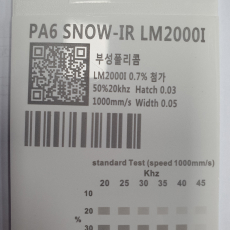 PA6 SNOW-IR LM2000I
부성폴리콤
LM2000I 0.7% 첨가
50%20khz Hatch 0.03
1000mm/s Width 0.05
standard Test (speed 1000mm/s)
Khz
20 25 30 35 40 45
10
20
%
30